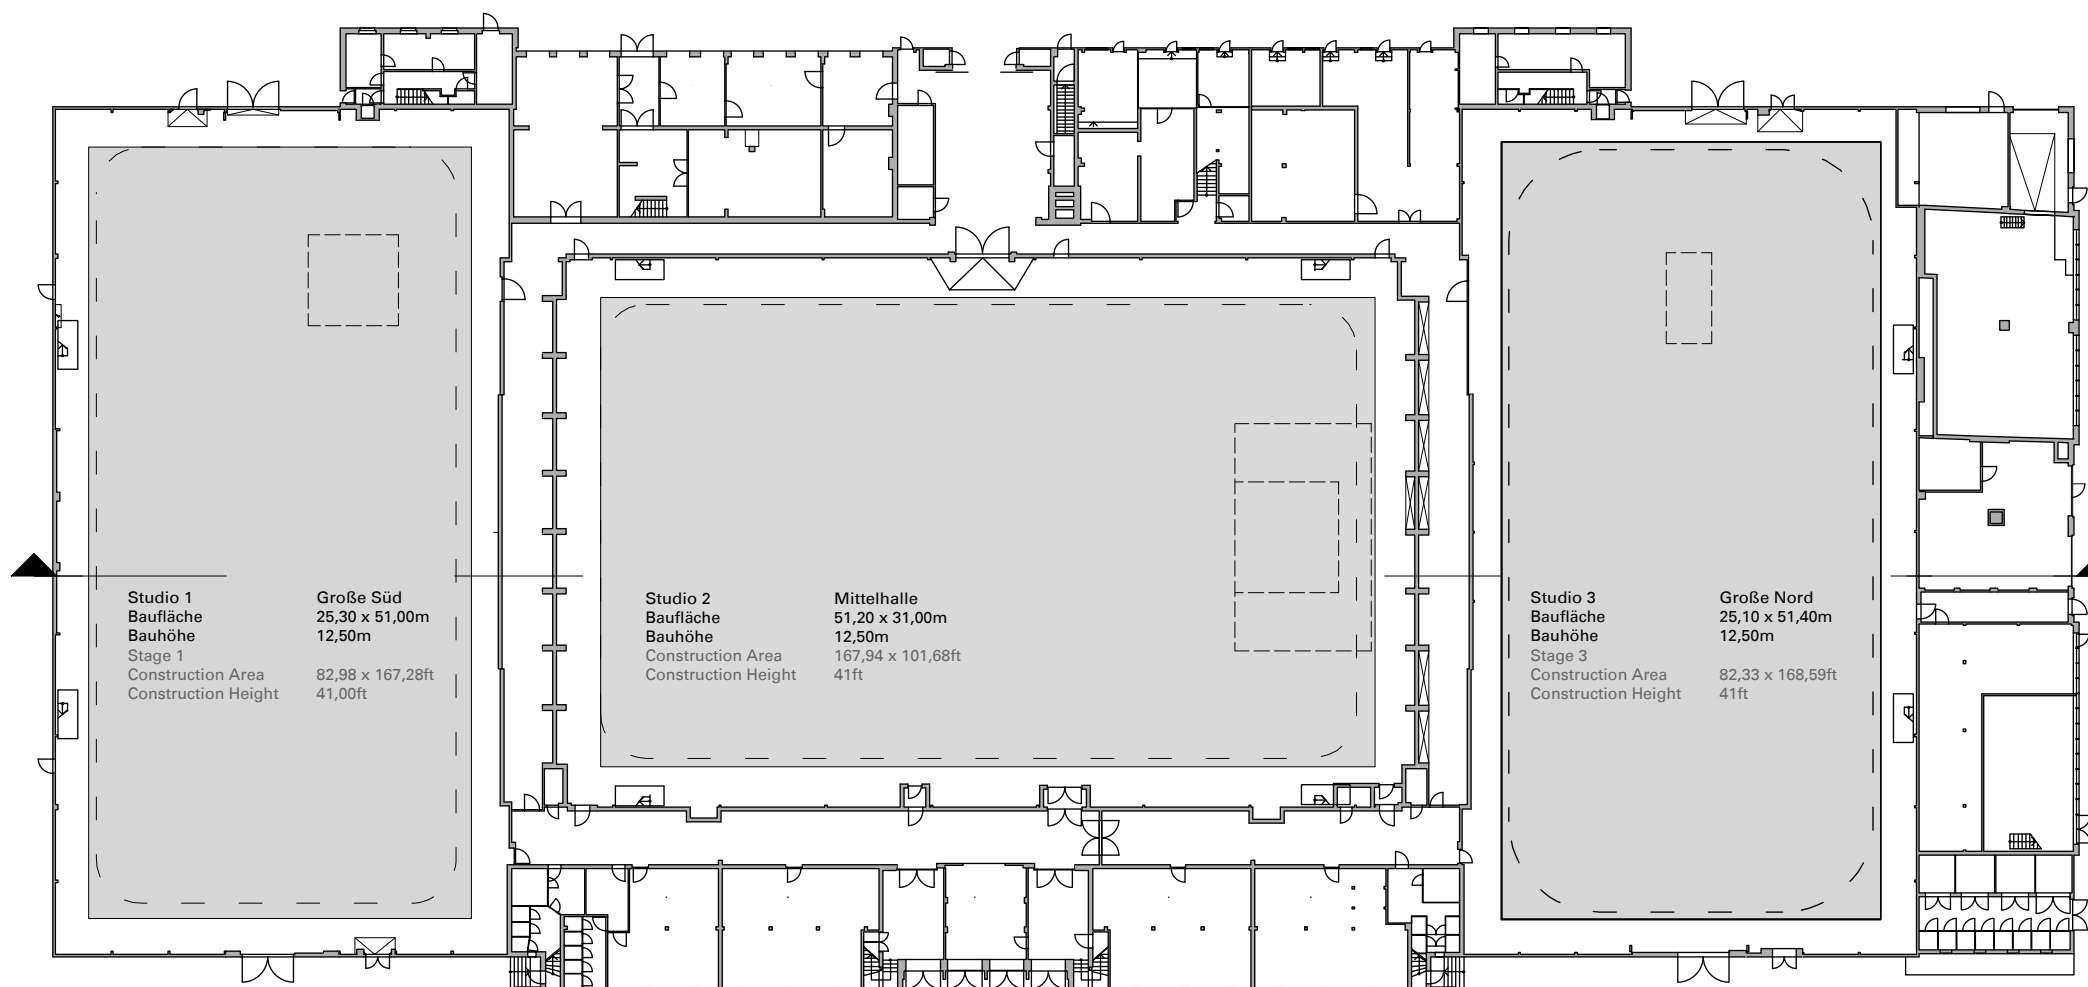 Studio 1 Große Süd
Baufläche 25,30 x 51,00m
Bauhöhe 12,50m
Stage 1
Construction Area 82,98 x 167,28ft
Construction Height 41,00ft
Studio 2 Mittelhalle
Baufläche 51,20 x 31,00m
Bauhöhe 12,50m
Construction Area 167,94 x 101,68ft
Construction Height 41ft
Studio 3 Große Nord
Baufläche 25,10 x 51,40m
Bauhöhe 12,50m
Stage 3
Construction Area 82,33 x 168,59ft
Construction Height 41ft